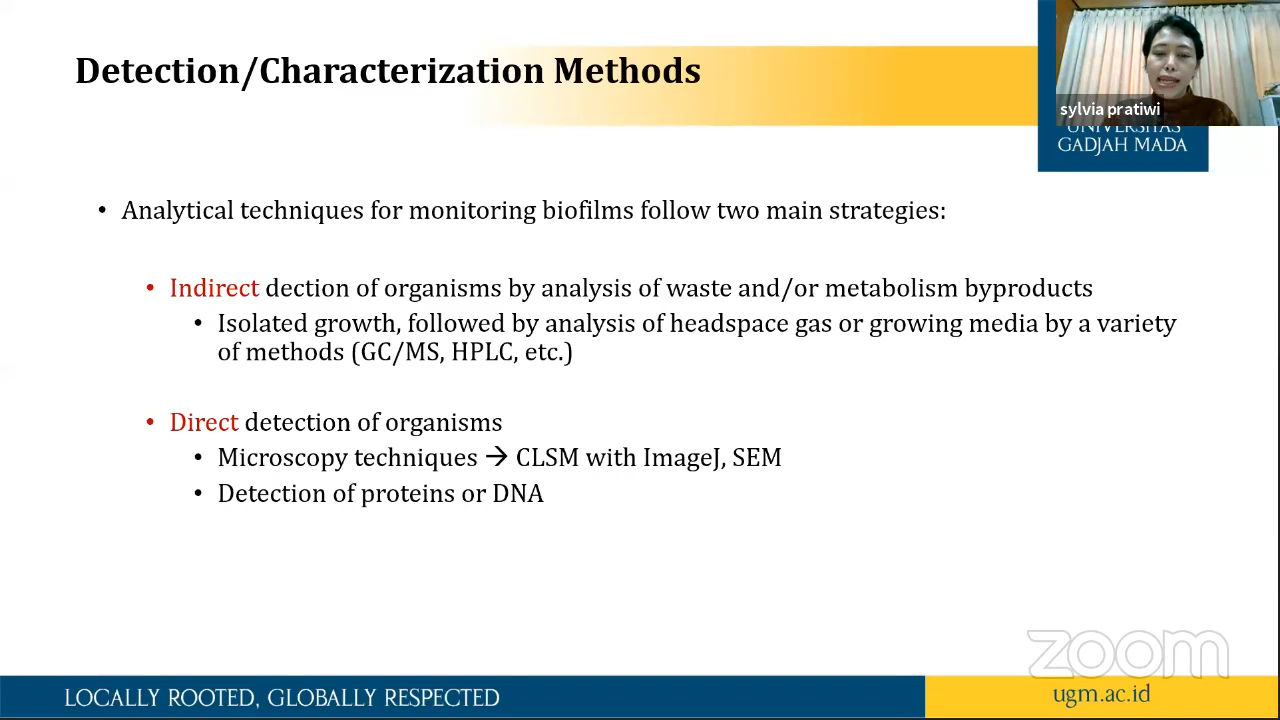 Detection/Characterization Methods
sylvia pratiwi
UNIVERSITAS
GADJAH MADA
• Analytical techniques for monitoring biofilms follow two main strategies:
• Indirect dection of organisms by analysis of waste and/or metabolism byproducts
• Isolated growth, followed by analysis of headspace gas or growing media by a variety
of methods (GC/MS, HPLC, etc.)
• Direct detection of organisms
• Microscopy techniques → CLSM with ImageJ, SEM
• Detection of proteins or DNA
zoom
LOCALLY ROOTED, GLOBALLY RESPECTED
ugm.ac.id